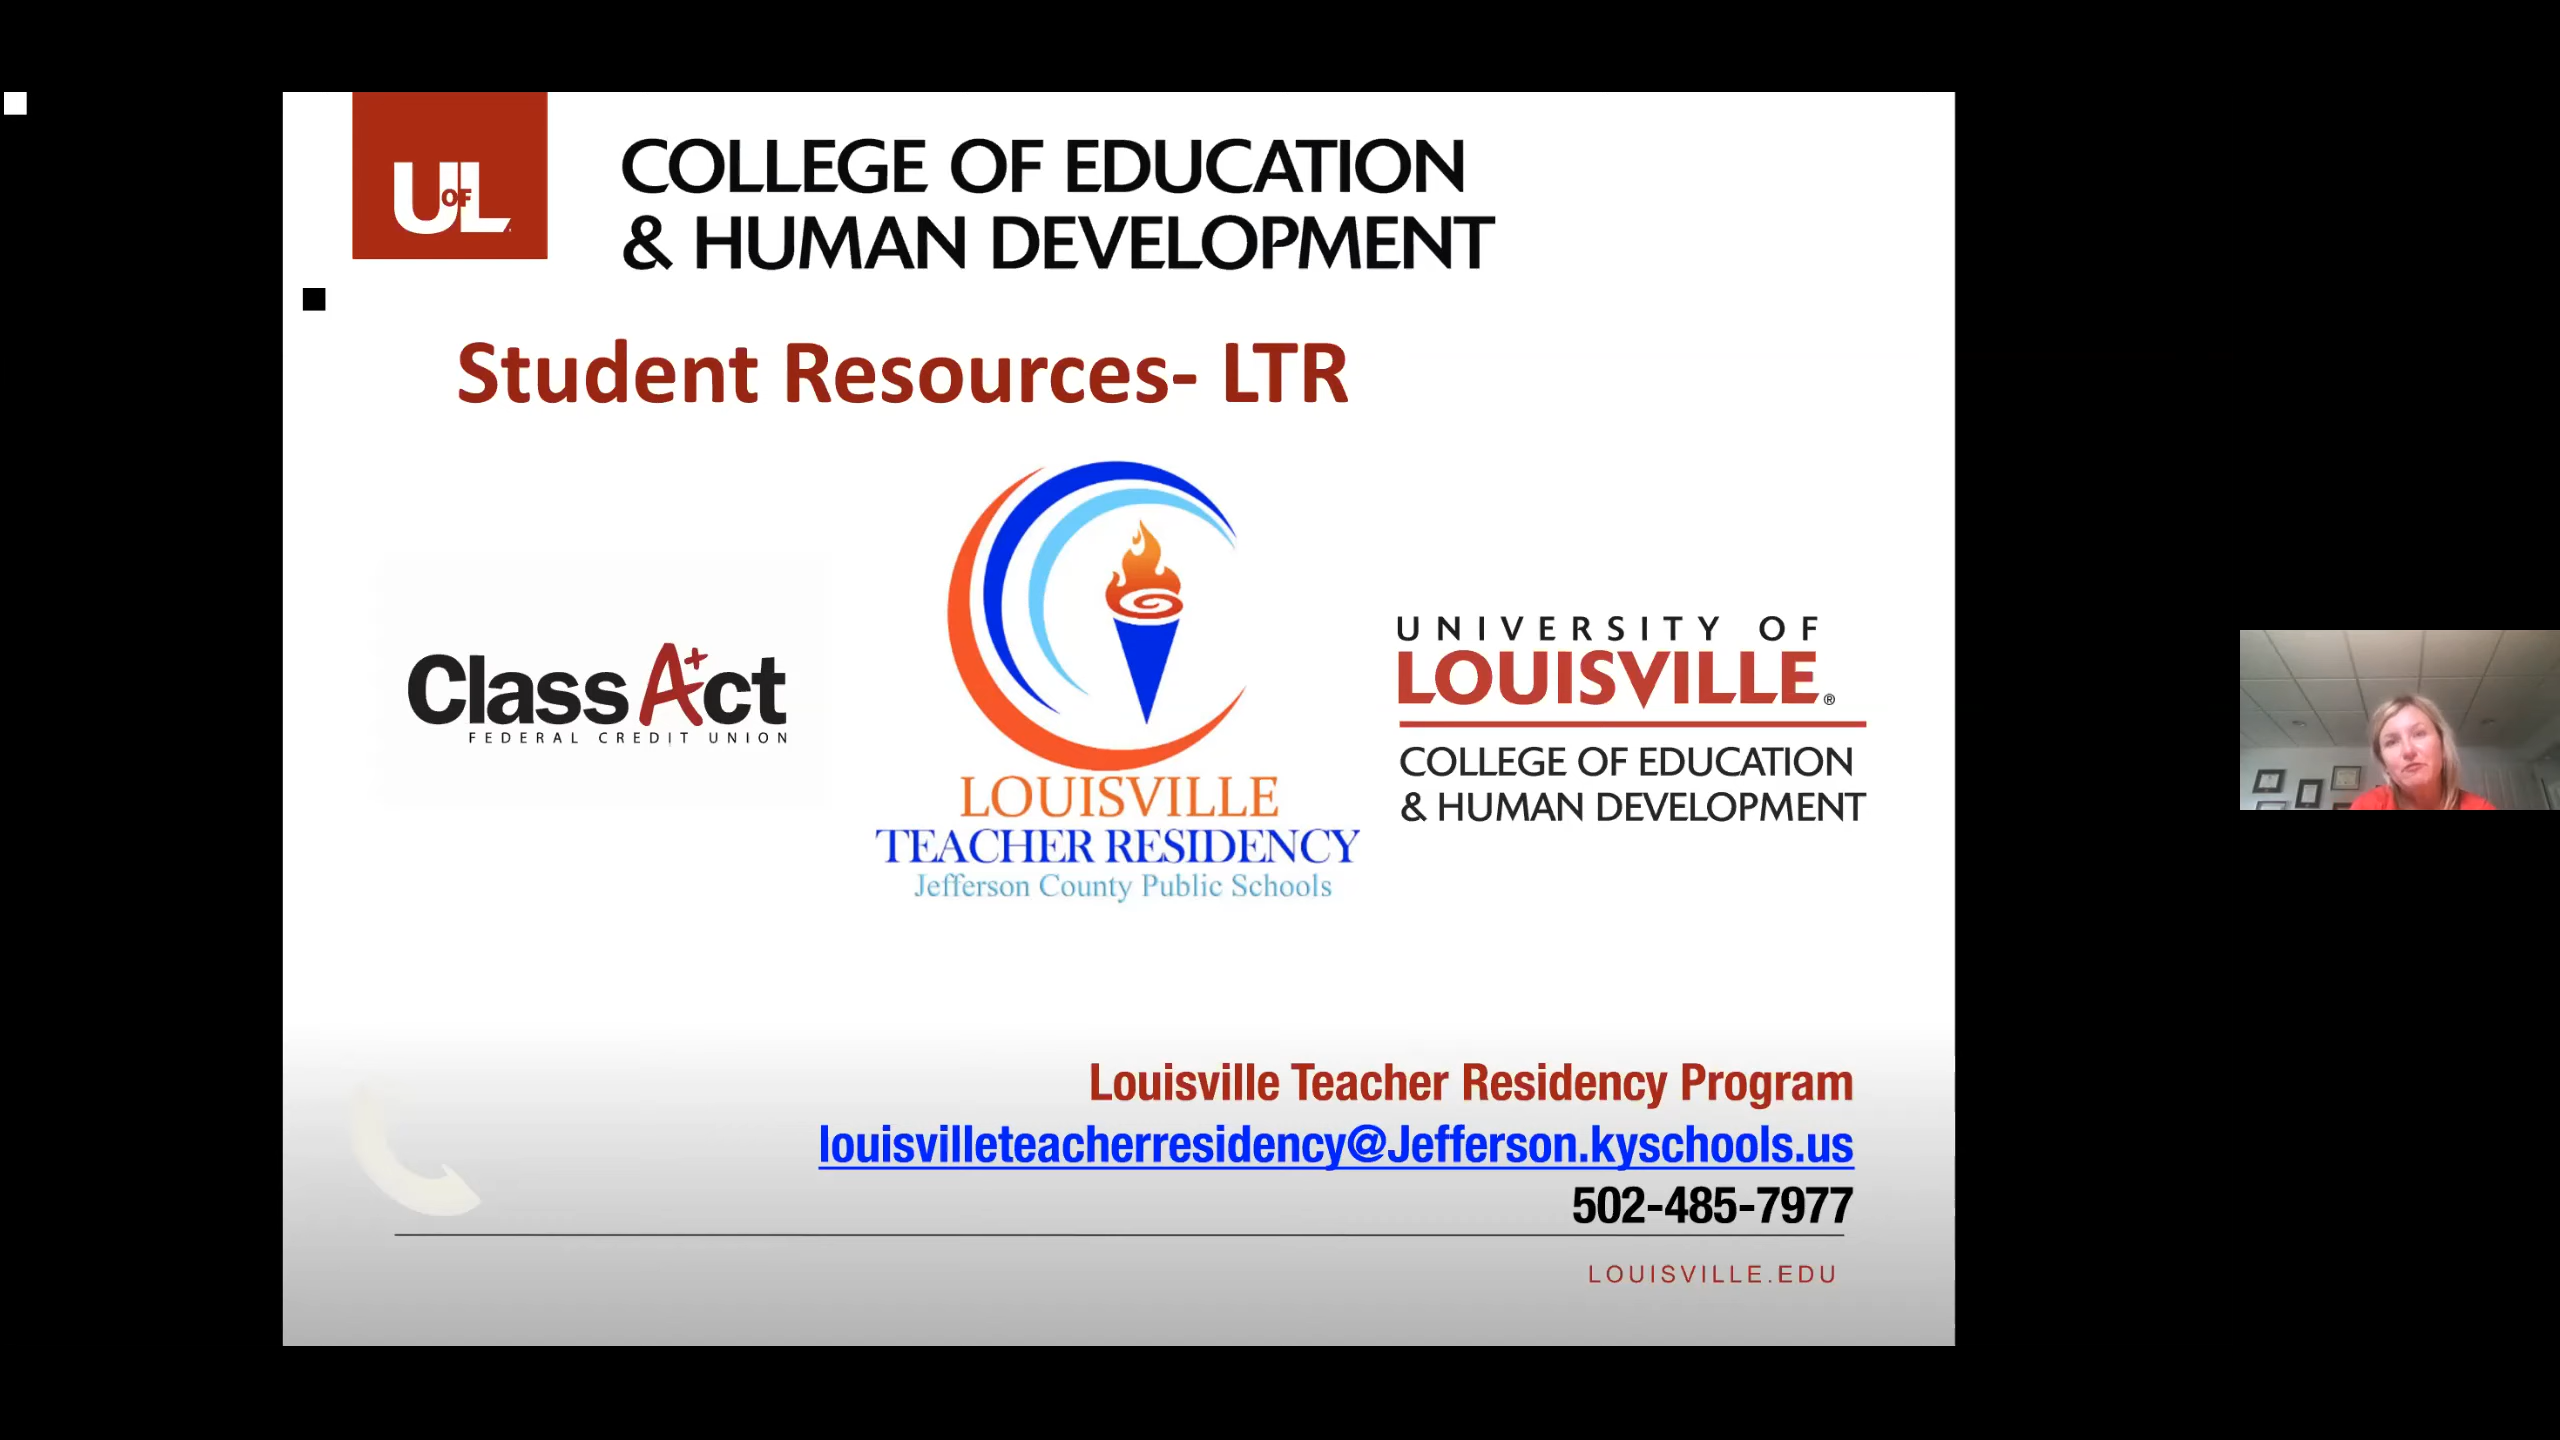 UofL
COLLEGE OF EDUCATION
& HUMAN DEVELOPMENT
Student Resources- LTR
Class A+ct
FEDERAL CREDIT UNION
LOUISVILLE
TEACHER RESIDENCY
Jefferson County Public Schools
UNIVERSITY OF
LOUISVILLE®
COLLEGE OF EDUCATION
& HUMAN DEVELOPMENT
Louisville Teacher Residency Program
louisvilleteacherresidency@Jefferson.kyschools.us
502-485-7977
LOUISVILLE.EDU